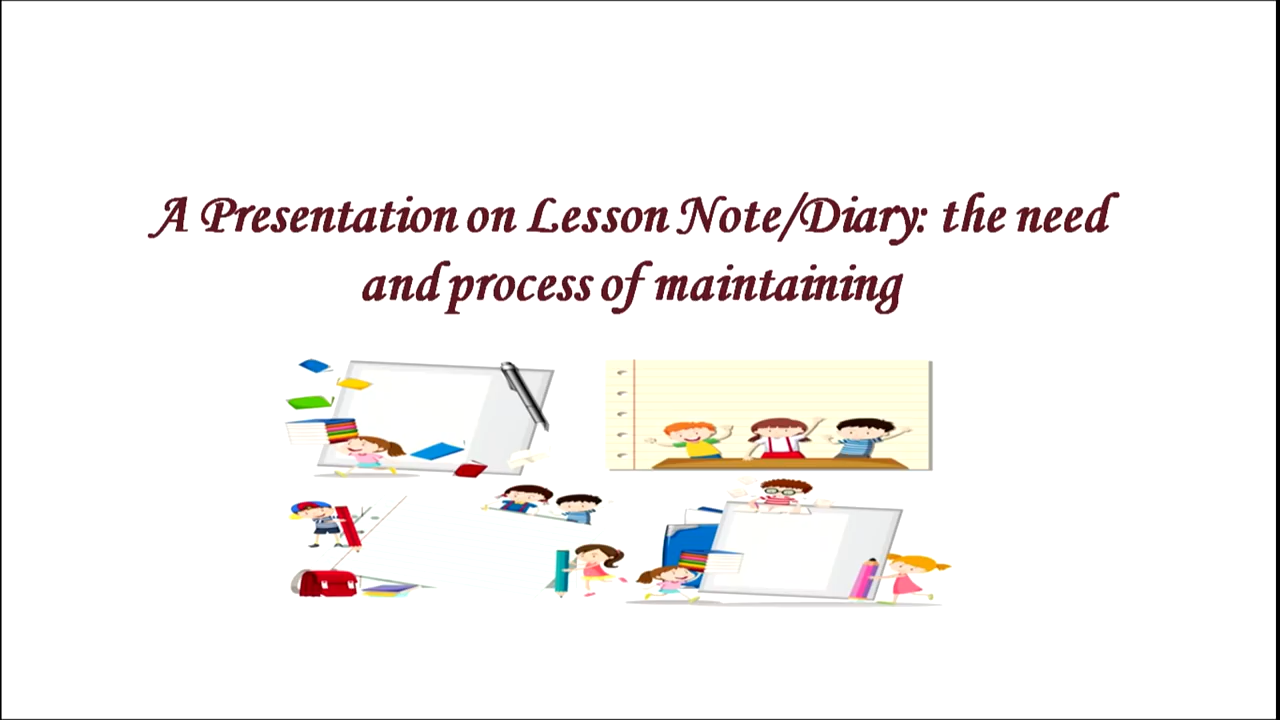 A Presentation on Lesson Note/Diary: the need
and process of maintaining